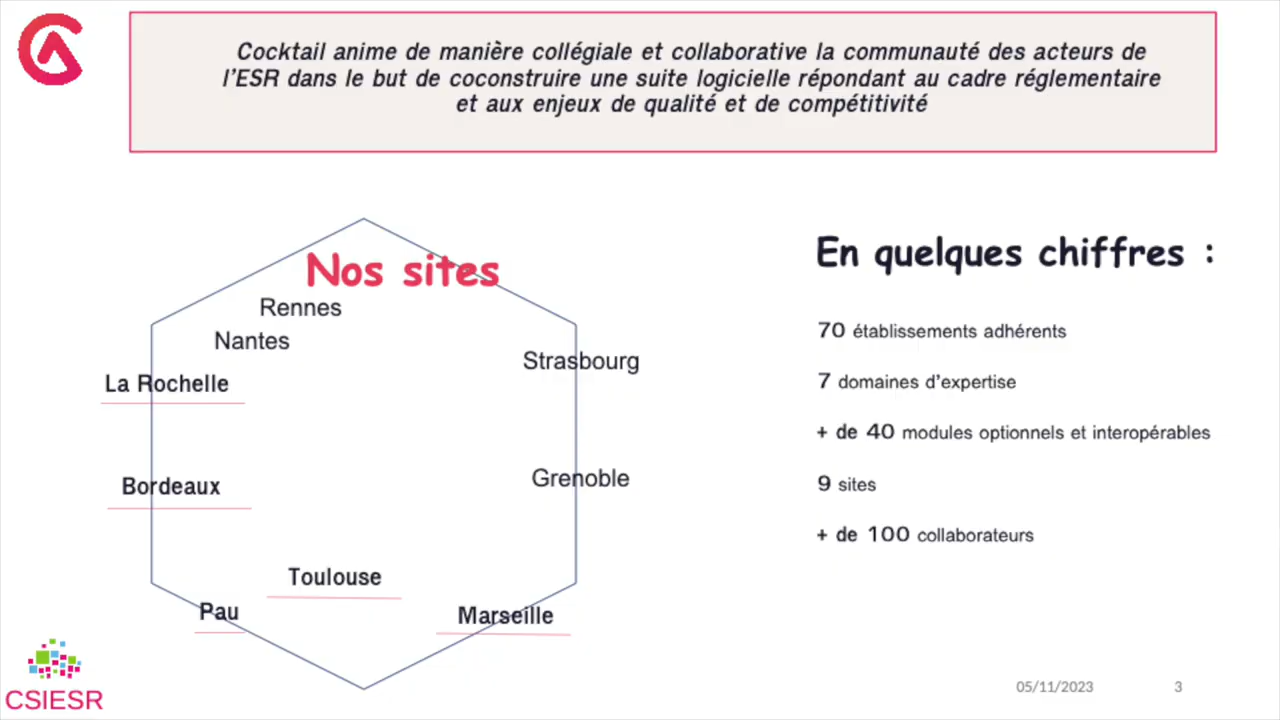 Cocktail anime de manière collégiale et collaborative la communauté des acteurs de
l'ESR dans le but de coconstruire une suite logicielle répondant au cadre réglementaire
et aux enjeux de qualité et de compétitivité
Nos sites
Rennes
Nantes
La Rochelle
Bordeaux
Toulouse
Pau
Marseille
Strasbourg
Grenoble
En quelques chiffres :
70 établissements adhérents
7 domaines d'expertise
+ de 40 modules optionnels et interopérables
9 sites
+ de 100 collaborateurs
CSIESR
05/11/2023
3